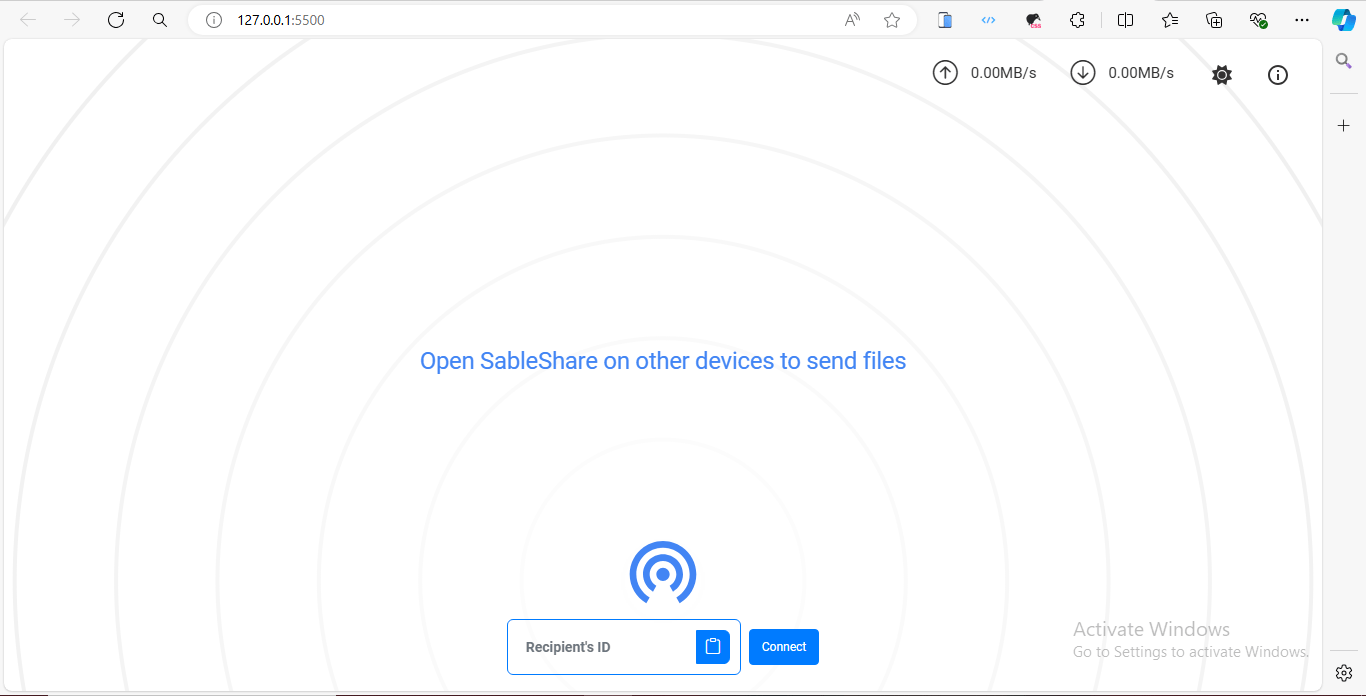 127.0.0.1:5500
0.00MB/s
0.00MB/s
Open SableShare on other devices to send files
Recipient's ID
Connect
Activate Windows
Go to Settings to activate Windows.